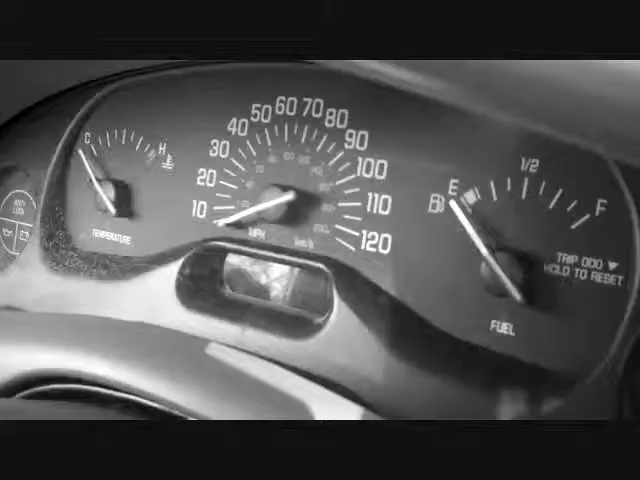 C H
TEMPERATURE
10 20 30 40 50 60 70 80 90 100 110 120
MPH
km/h
E 1/2 F
TRIP ODO ▼
HOLD TO RESET
FUEL